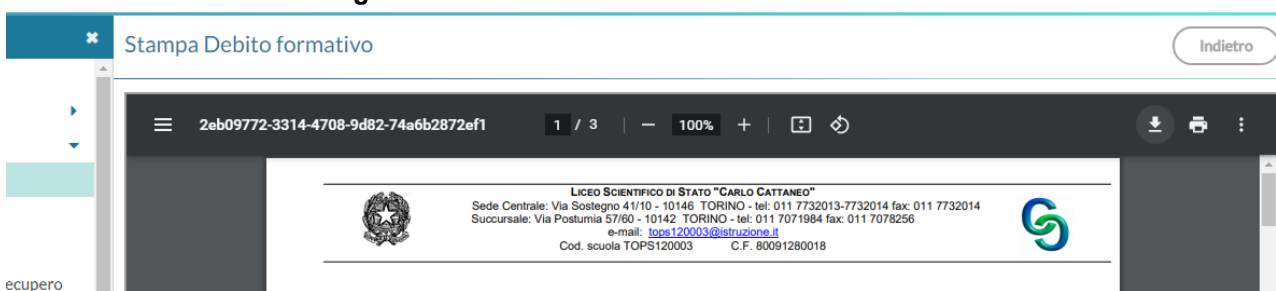 Stampa Debito formativo
Indietro
2eb09772-3314-4708-9d82-74a6b2872ef1 1 / 3 100%
LICEO SCIENTIFICO DI STATO "CARLO CATTANEO"
Sede Centrale: Via Sostegno 41/10 - 10146 TORINO - tel: 011 7732013-7732014 fax: 011 7732014
Succursale: Via Postumia 57/60 - 10142 TORINO - tel: 011 7071984 fax: 011 7078256
e-mail: tops120003@istruzione.it
Cod. scuola TOPS120003 C.F. 80091280018
ecupero